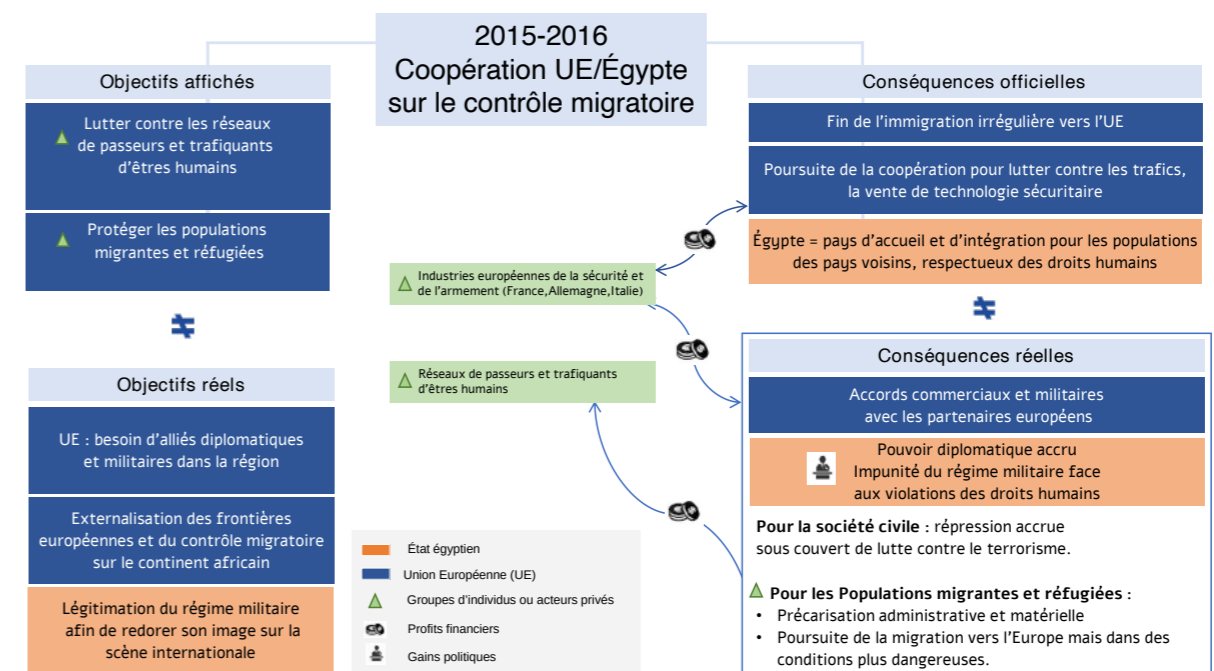 2015-2016
Coopération UE/Égypte
sur le contrôle migratoire
Objectifs affichés
Lutter contre les réseaux
de passeurs et trafiquants
d'êtres humains
Protéger les populations
migrantes et réfugiées
≠
Objectifs réels
UE : besoin d'alliés diplomatiques
et militaires dans la région
Externalisation des frontières
européennes et du contrôle migratoire
sur le continent africain
Légitimation du régime militaire
afin de redorer son image sur la
scène internationale
Industries européennes de la sécurité et
de l'armement (France,Allemagne,Italie)
Réseaux de passeurs et trafiquants
d'êtres humains
État égyptien
Union Européenne (UE)
Groupes d'individus ou acteurs privés
Profits financiers
Gains politiques
Conséquences officielles
Fin de l'immigration irrégulière vers l'UE
Poursuite de la coopération pour lutter contre les trafics,
la vente de technologie sécuritaire
Égypte = pays d'accueil et d'intégration pour les populations
des pays voisins, respectueux des droits humains
≠
Conséquences réelles
Accords commerciaux et militaires
avec les partenaires européens
Pouvoir diplomatique accru
Impunité du régime militaire face
aux violations des droits humains
Pour la société civile : répression accrue
sous couvert de lutte contre le terrorisme.
Pour les Populations migrantes et réfugiées :
• Précarisation administrative et matérielle
• Poursuite de la migration vers l'Europe mais dans des
conditions plus dangereuses.